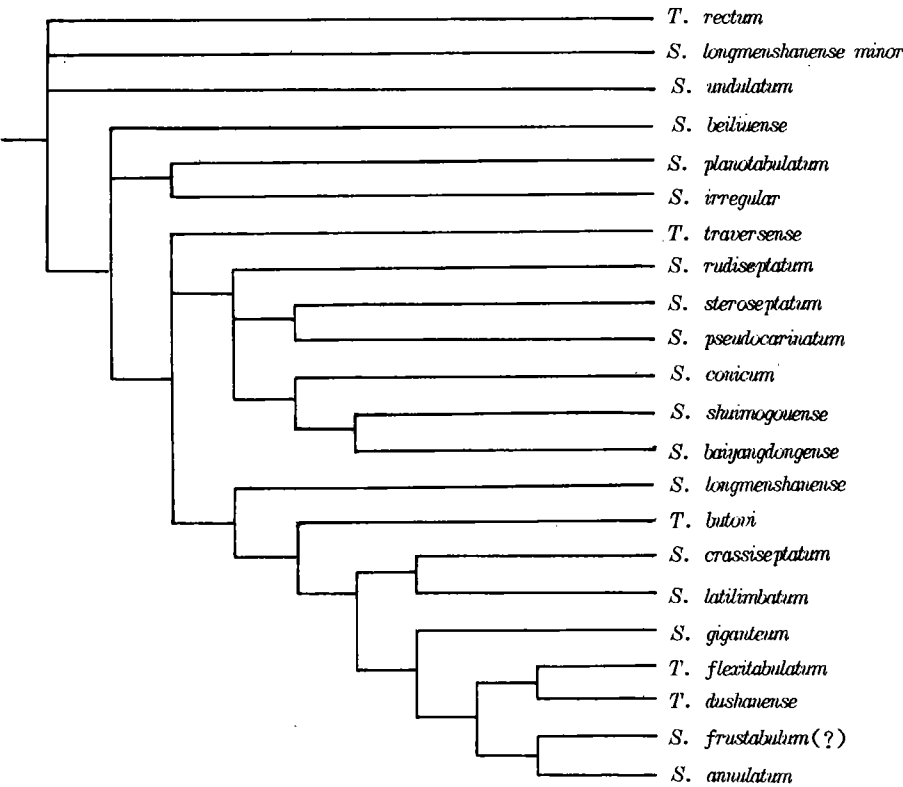 T. rectum
S. longmenshanense minor
S. undulatum
S. beiliuense
S. planotabulatum
S. irregular
T. traversense
S. rudiseptatum
S. steroseptatum
S. pseudocarinatum
S. conicum
S. shuimogouense
S. baiyangdongense
S. longmenshanense
T. butovi
S. crassiseptatum
S. latilimbatum
S. giganteum
T. flexitabulatum
T. dushanense
S. frustabulum(?)
S. annulatum